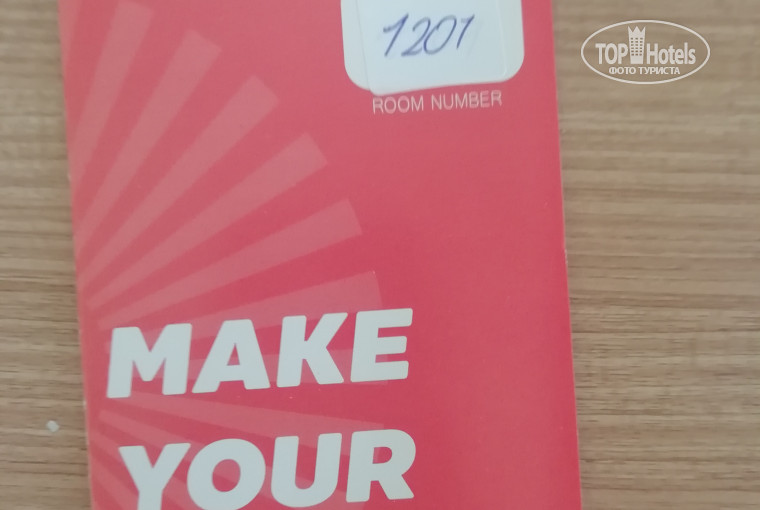 1201
ROOM NUMBER
MAKE
YOUR
TOP Hotels
ФОТО ТУРИСТА